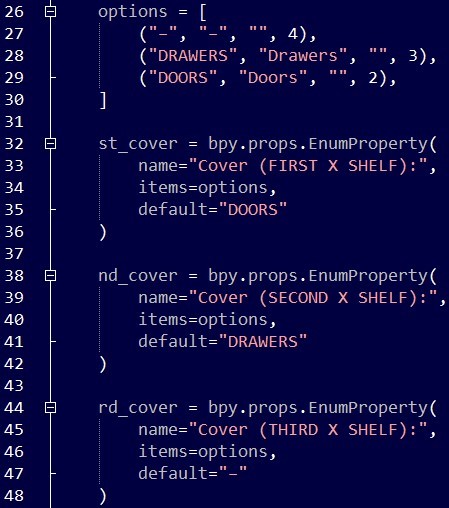 26 options = [
27 ("–", "–", "", 4),
28 ("DRAWERS", "Drawers", "", 3),
29 ("DOORS", "Doors", "", 2),
30 ]
31
32 st_cover = bpy.props.EnumProperty(
33 name="Cover (FIRST X SHELF):",
34 items=options,
35 default="DOORS"
36 )
37
38 nd_cover = bpy.props.EnumProperty(
39 name="Cover (SECOND X SHELF):",
40 items=options,
41 default="DRAWERS"
42 )
43
44 rd_cover = bpy.props.EnumProperty(
45 name="Cover (THIRD X SHELF):",
46 items=options,
47 default="–"
48 )